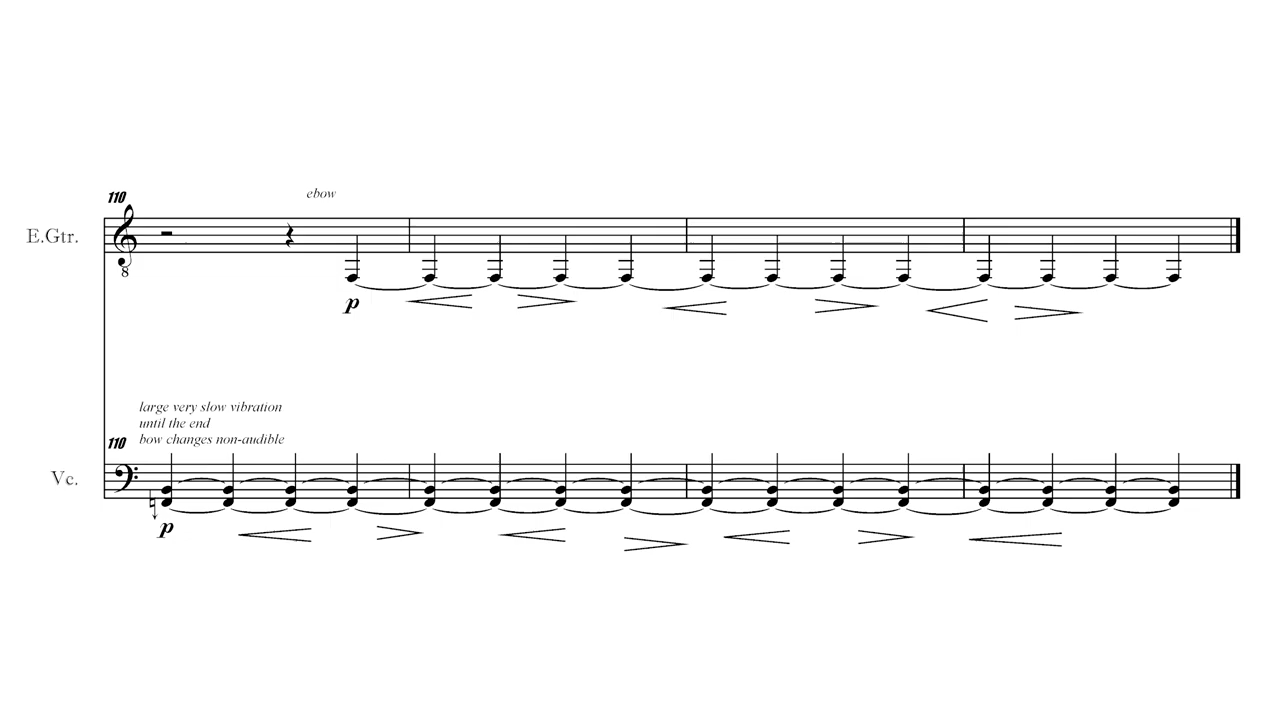 110
ebow
E.Gtr.
8
p
large very slow vibration
until the end
110 bow changes non-audible
Vc.
p